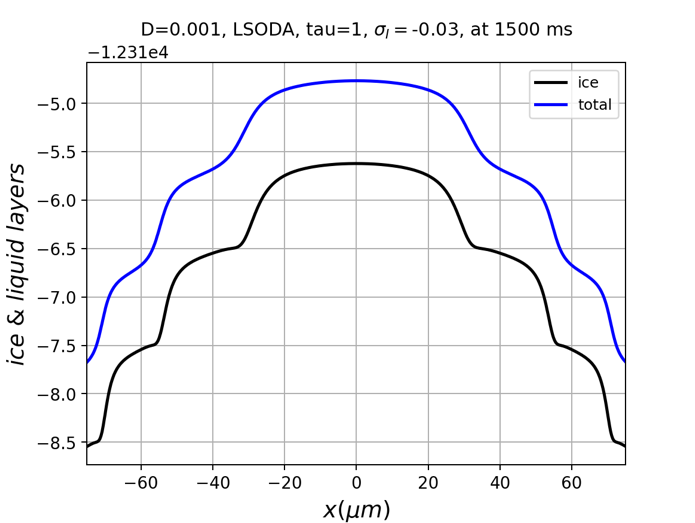 D=0.001, LSODA, tau=1, σ_I = -0.03, at 1500 ms
−1.231e4
ice
total
−5.0
−5.5
−6.0
−6.5
−7.0
−7.5
−8.0
−8.5
ice & liquid layers
−60 −40 −20 0 20 40 60
x(μm)